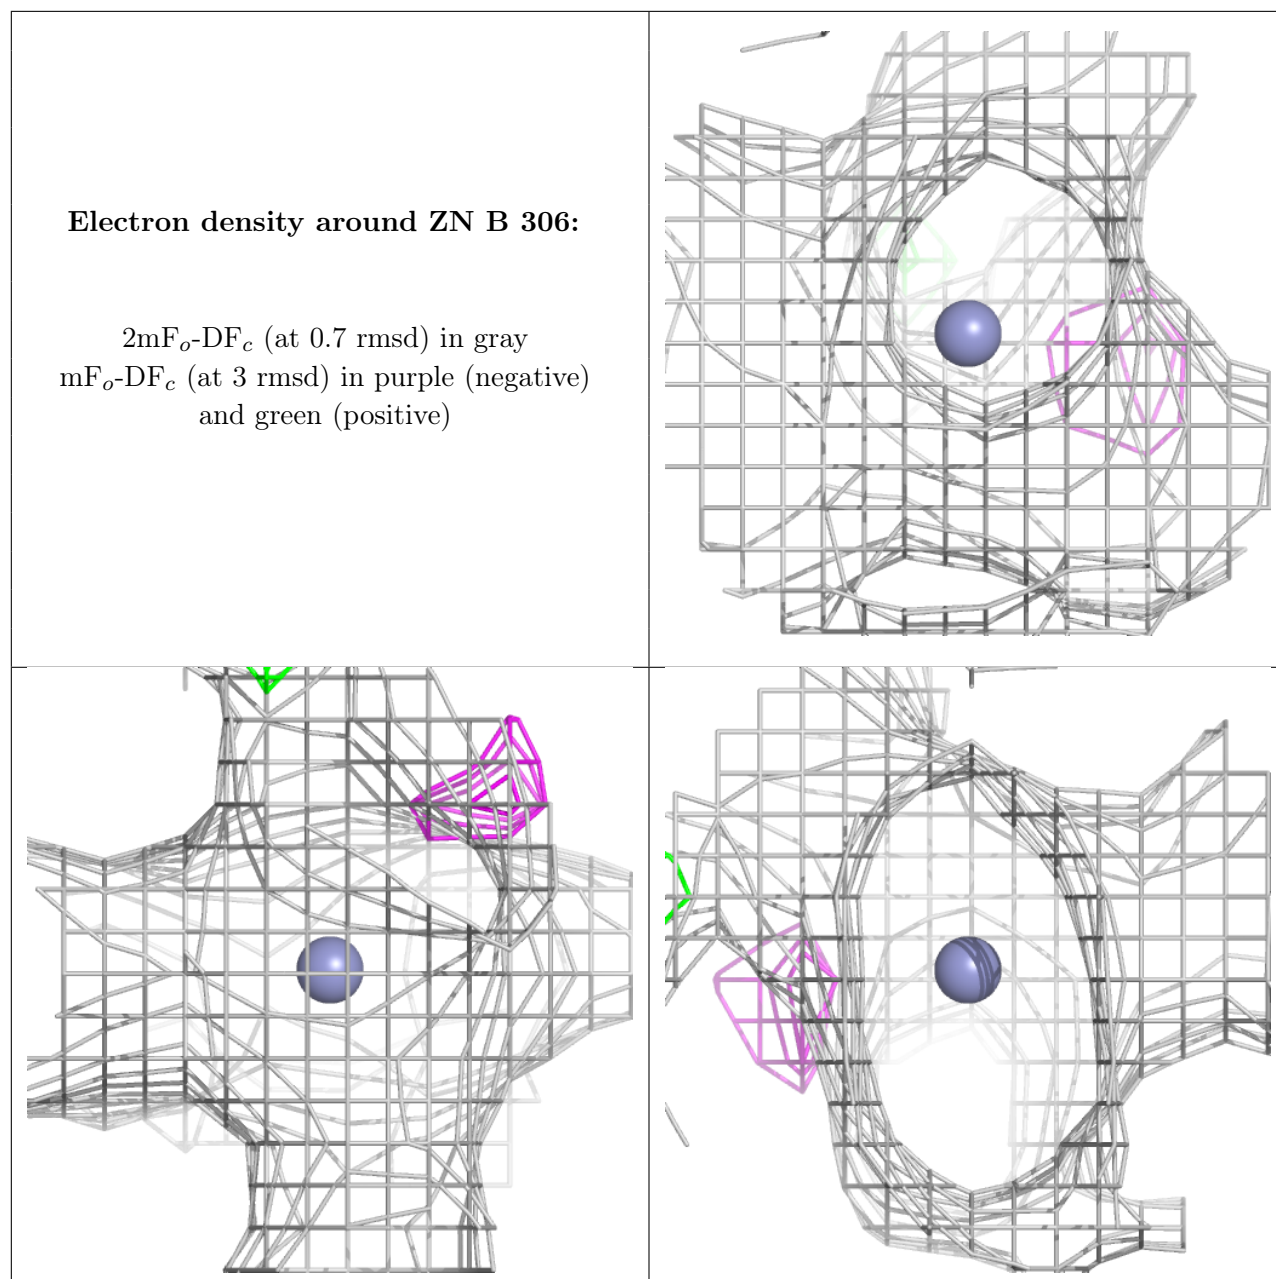 Electron density around ZN B 306:
2mFo-DFc (at 0.7 rmsd) in gray
mFo-DFc (at 3 rmsd) in purple (negative)
and green (positive)